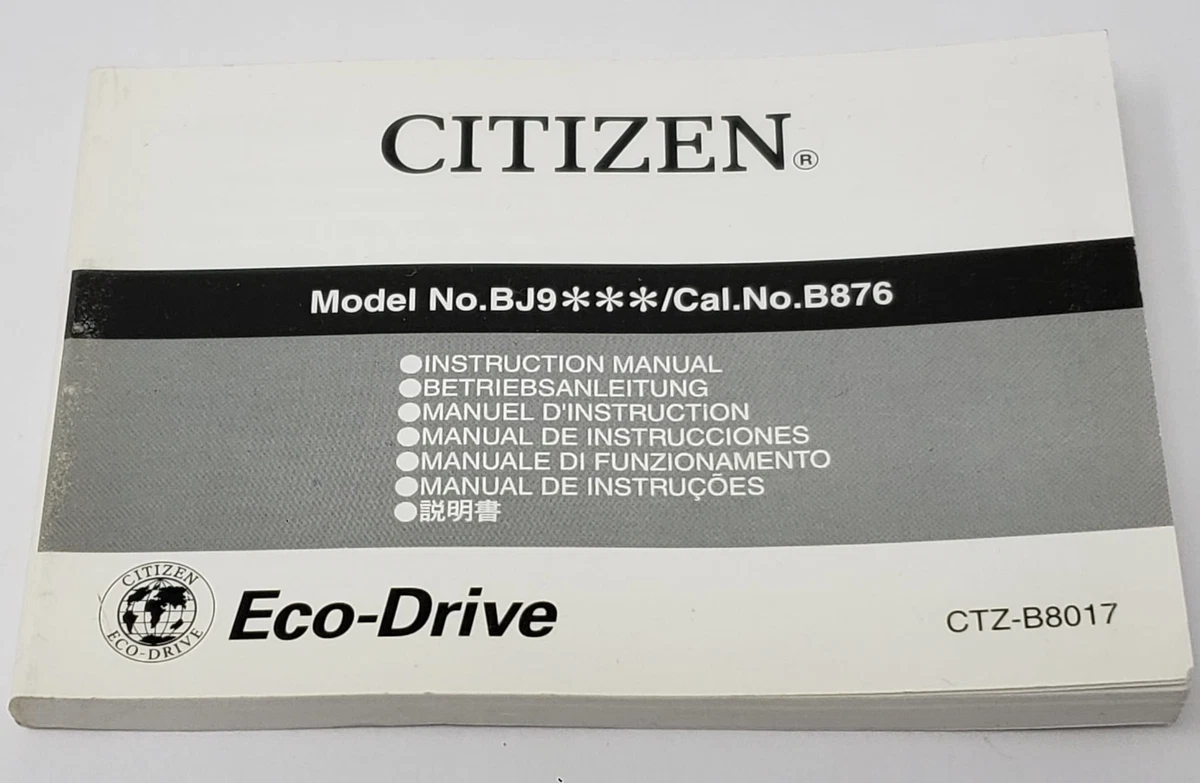 CITIZEN®
Model No.BJ9＊＊＊/Cal.No.B876
●INSTRUCTION MANUAL
●BETRIEBSANLEITUNG
●MANUEL D'INSTRUCTION
●MANUAL DE INSTRUCCIONES
●MANUALE DI FUNZIONAMENTO
●MANUAL DE INSTRUÇÕES
●説明書
CITIZEN
ECO-DRIVE
Eco-Drive
CTZ-B8017